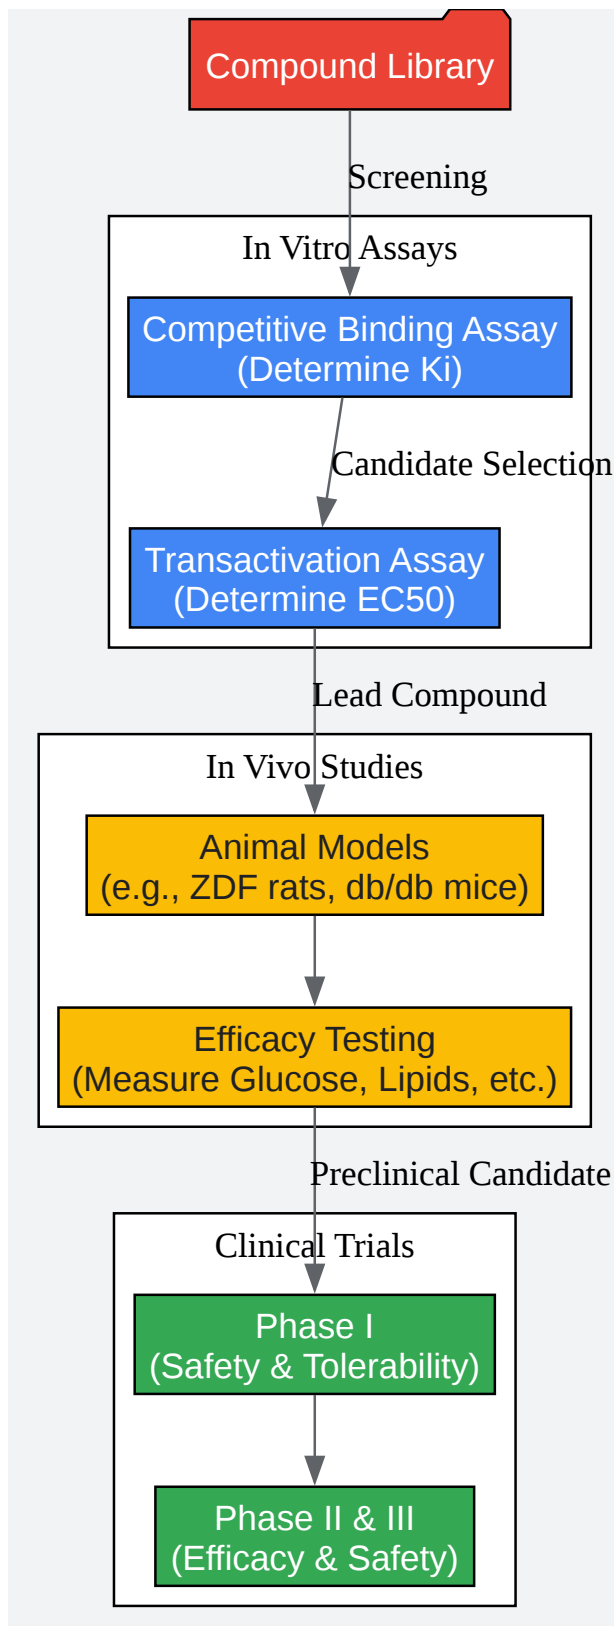 Compound Library
Screening
In Vitro Assays
Competitive Binding Assay
(Determine Ki)
Candidate Selection
Transactivation Assay
(Determine EC50)
Lead Compound
In Vivo Studies
Animal Models
(e.g., ZDF rats, db/db mice)
Efficacy Testing
(Measure Glucose, Lipids, etc.)
Preclinical Candidate
Clinical Trials
Phase I
(Safety & Tolerability)
Phase II & III
(Efficacy & Safety)